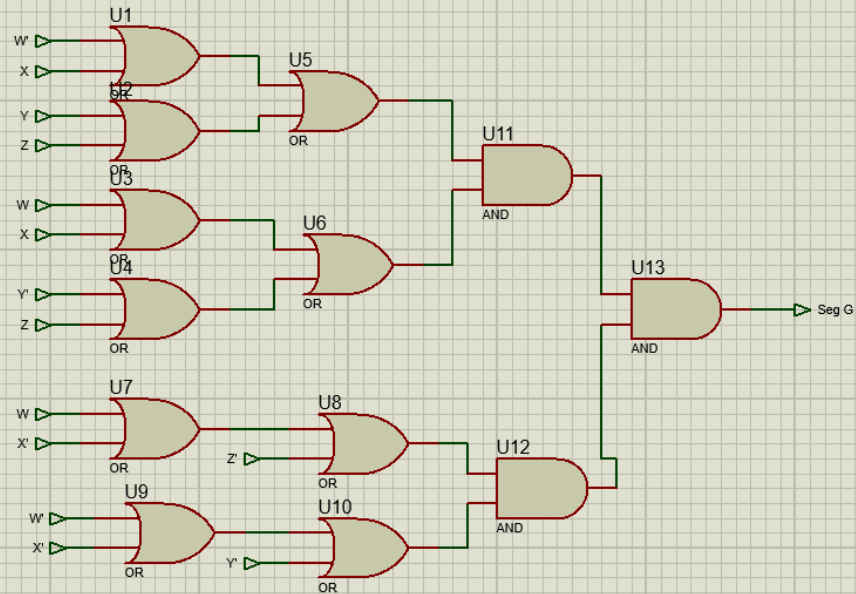 U1
W'
X
OR
U2
Y
Z
OR
U5
OR
U3
W
X
OR
U4
Y'
Z
OR
U6
OR
U11
AND
U13
AND
Seg G
U7
W
X'
OR
U8
Z'
OR
U9
W'
X'
OR
U10
Y'
OR
U12
AND